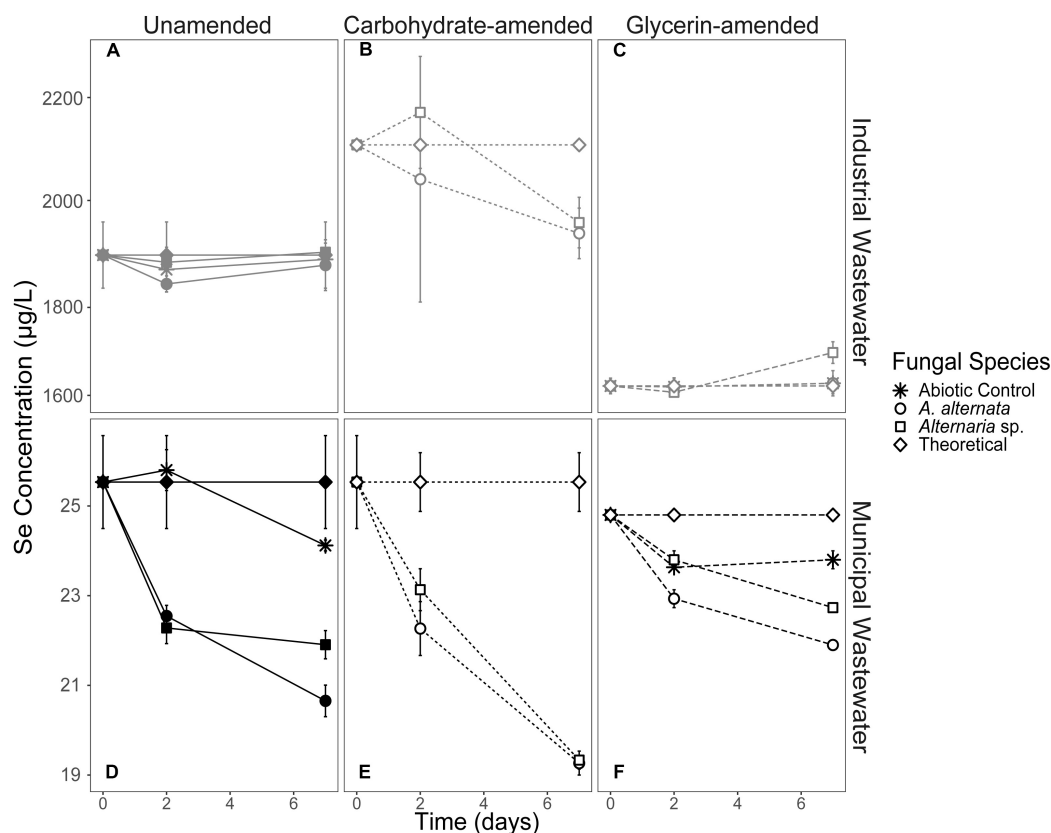 Unamended
Carbohydrate-amended
Glycerin-amended
A
B
C
2200
2000
1800
1600
Industrial Wastewater
Se Concentration (µg/L)
Fungal Species
Abiotic Control
A. alternata
Alternaria sp.
Theoretical
25
23
21
19
Municipal Wastewater
D
E
F
0 2 4 6
0 2 4 6
0 2 4 6
Time (days)